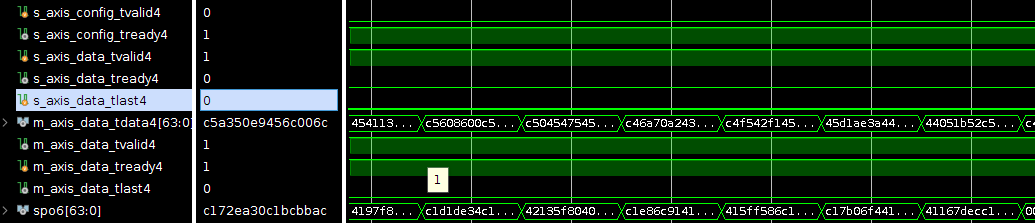 s_axis_config_tvalid4 0
s_axis_config_tready4 1
s_axis_data_tvalid4 1
s_axis_data_tready4 0
s_axis_data_tlast4 0
m_axis_data_tdata4[63:0] c5a350e9456c006c 454113... c5608600c5... c504547545... c46a70a243... c4f542f145... 45d1ae3a44... 44051b52c5... c4
m_axis_data_tvalid4 1
m_axis_data_tready4 1
m_axis_data_tlast4 0 1
spo6[63:0] c172ea30c1bcbbac 4197f8... c1d1de34c1... 42135f8040... c1e86c9141... 415ff586c1... c17b06f441... 41167decc1...